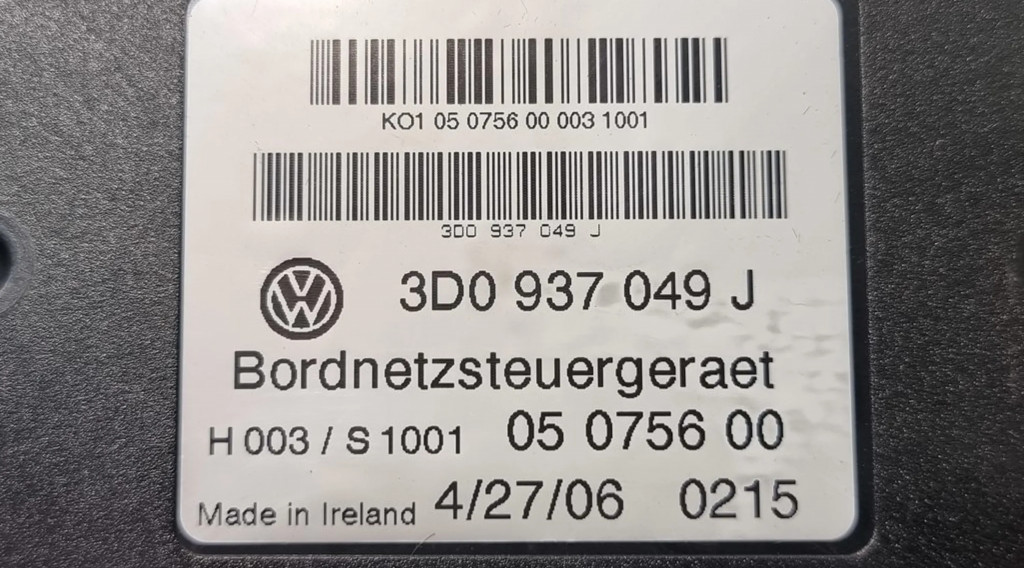 KO1 05 0756 00 003 1001
3D0 937 049 J
3D0 937 049 J
Bordnetzsteuergeraet
H 003 / S 1001 05 0756 00
Made in Ireland 4/27/06 0215